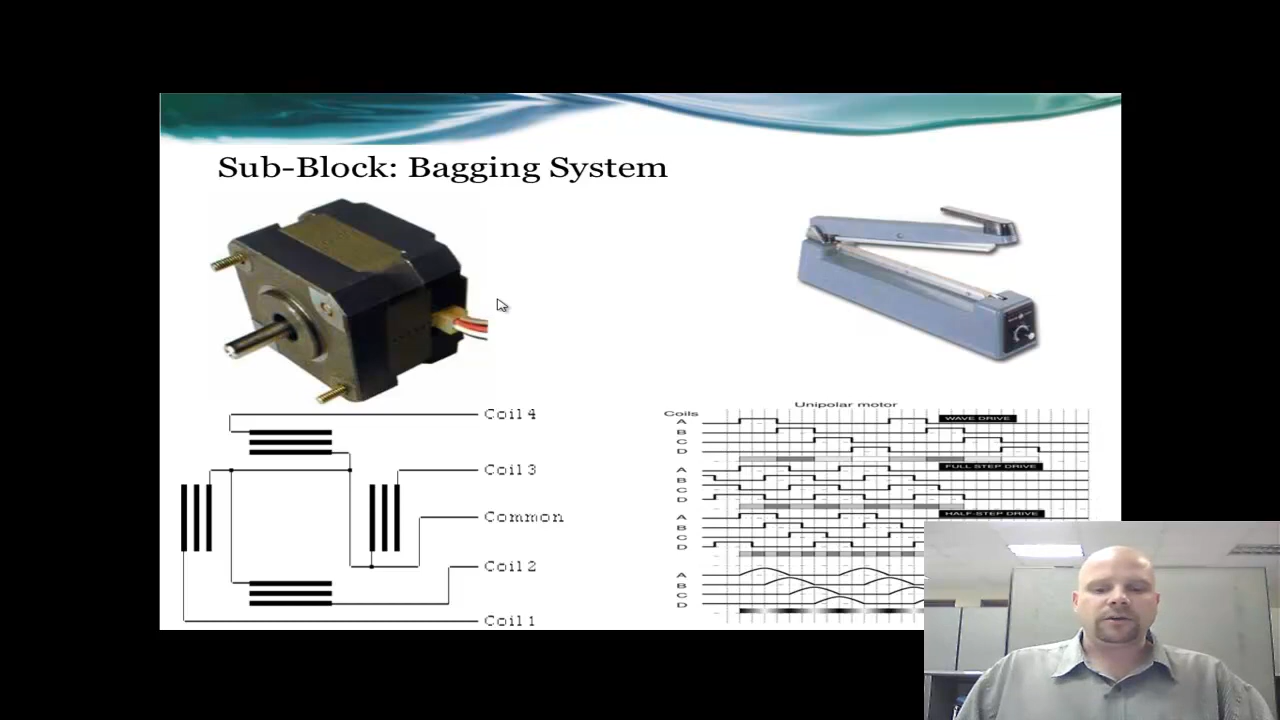 Sub-Block: Bagging System
Coil 4
Coil 3
Common
Coil 2
Coil 1
Unipolar motor
Coils
A
B
C
D
WAVE DRIVE
A
B
C
D
FULL STEP DRIVE
A
B
C
D
HALF-STEP DRIVE
A
B
C
D